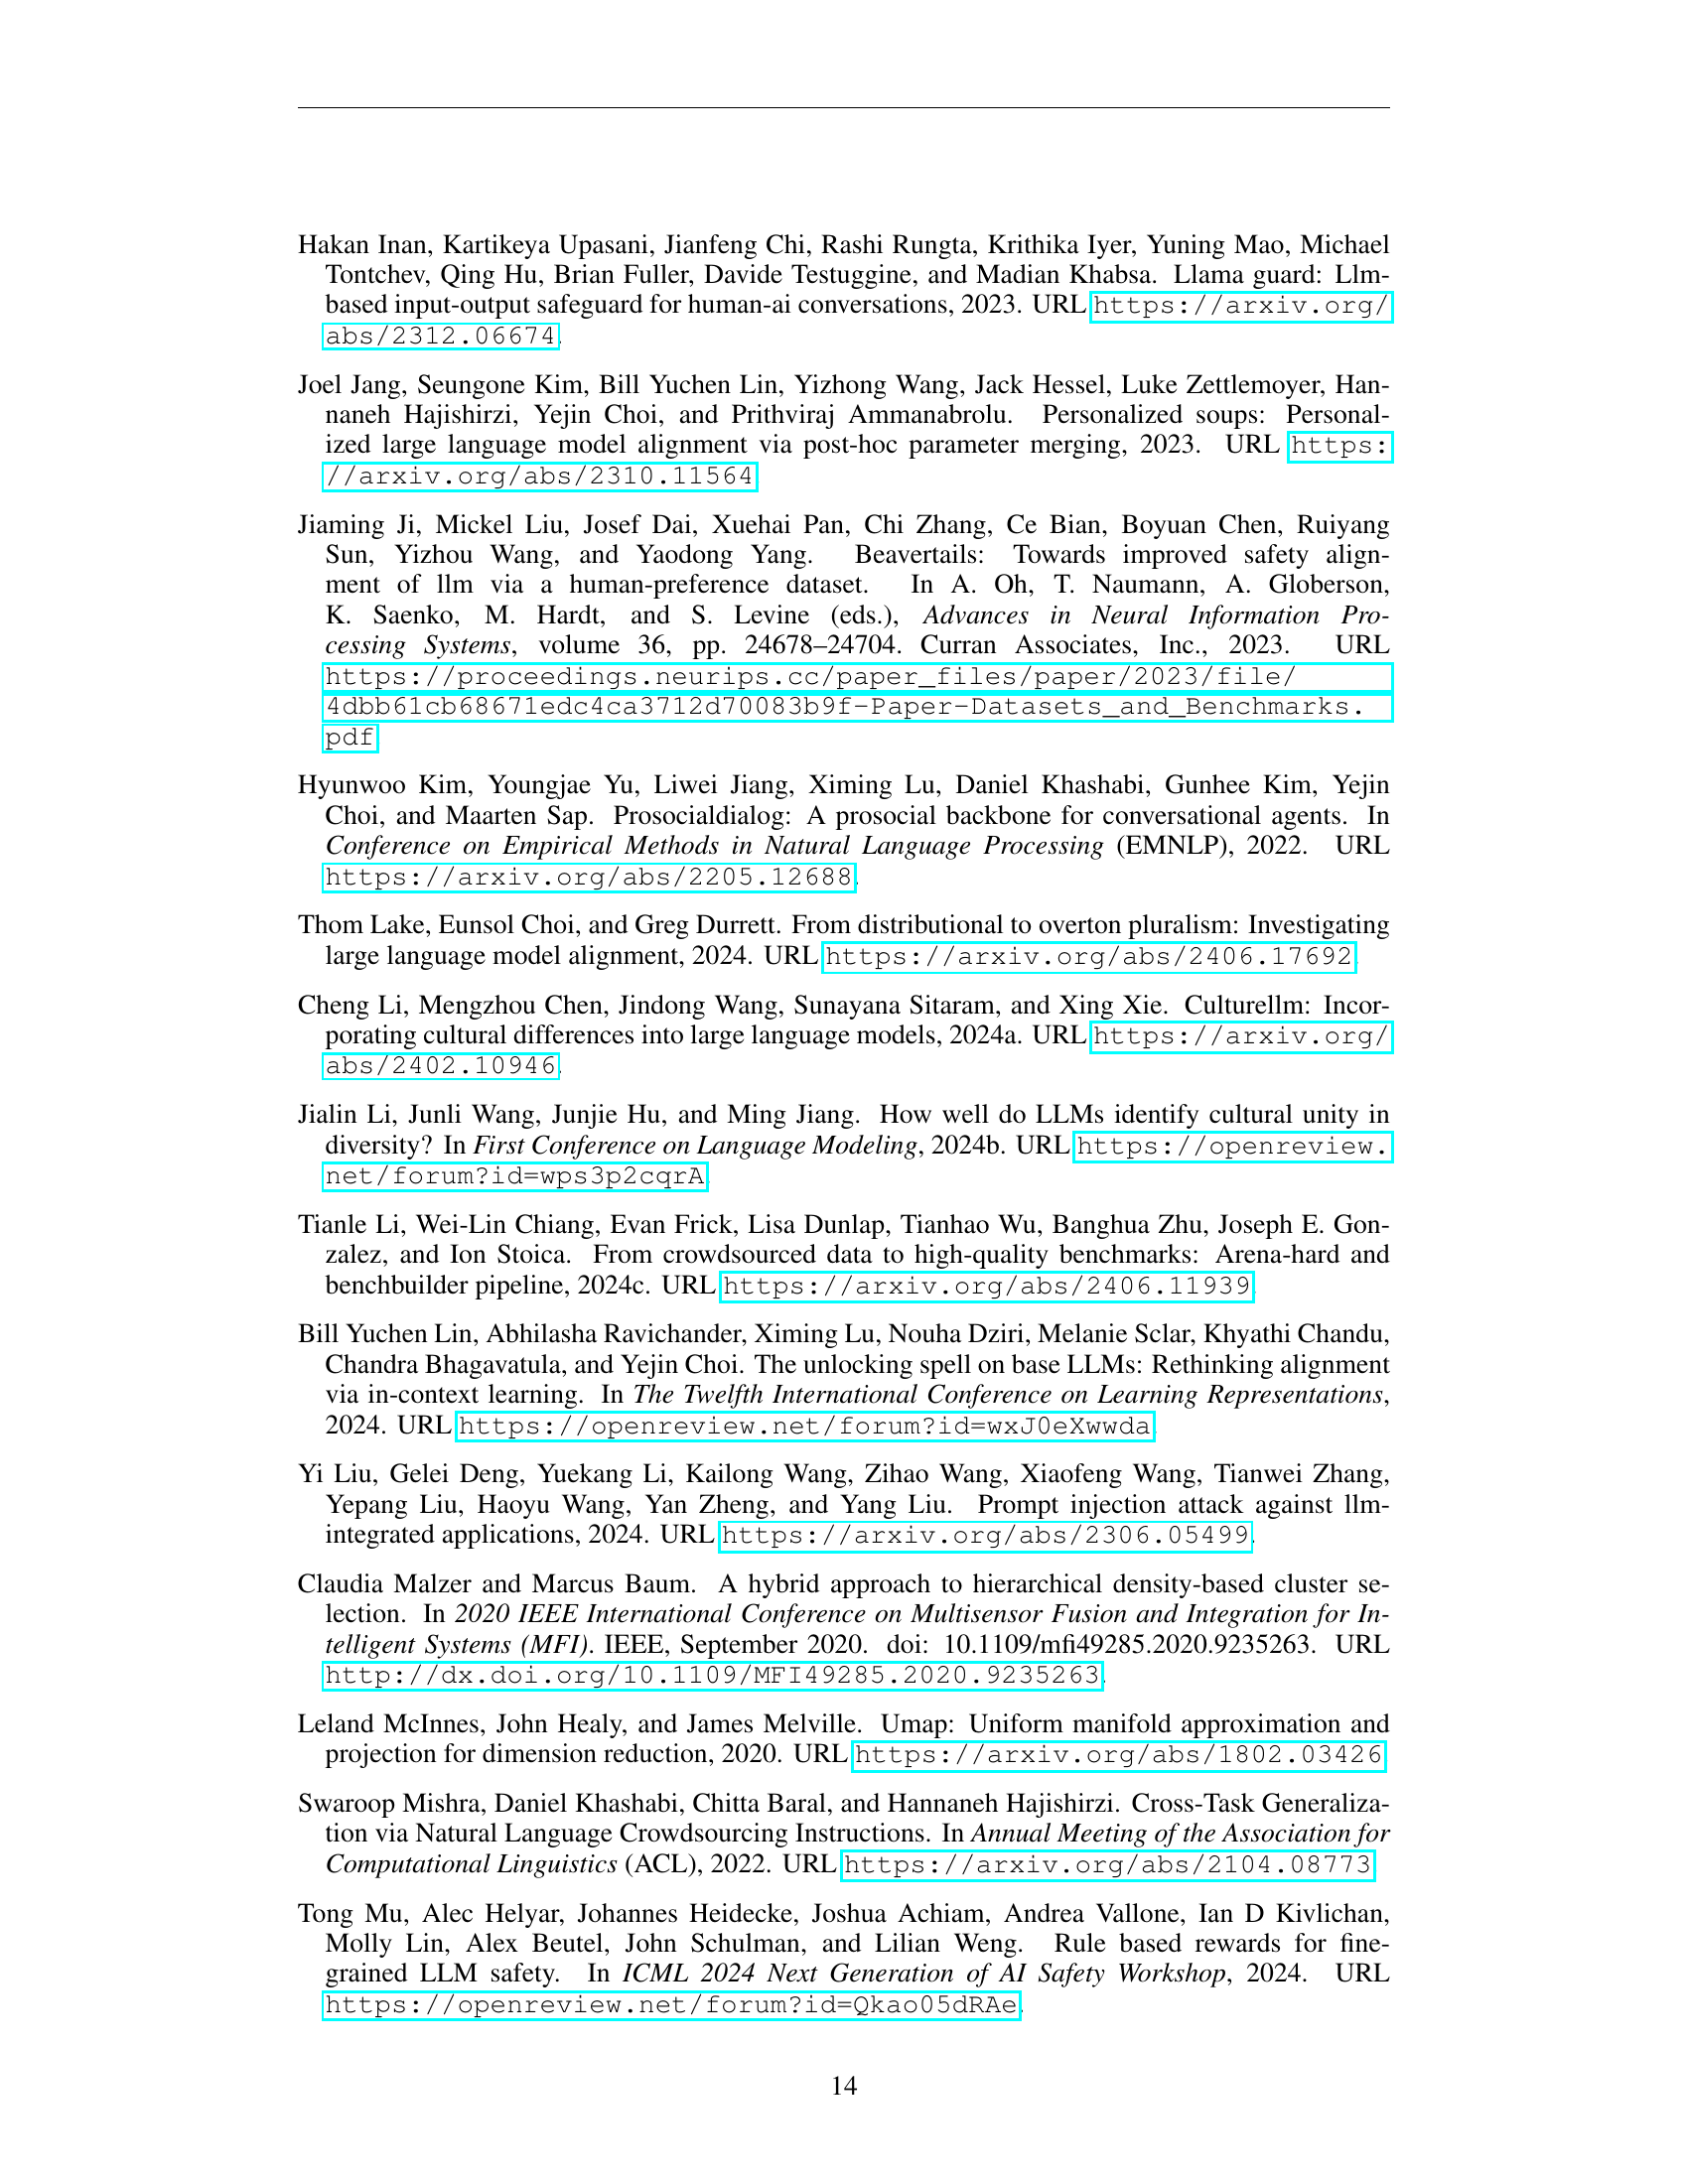 Hakan Inan, Kartikeya Upasani, Jianfeng Chi, Rashi Rungta, Krithika Iyer, Yuning Mao, Michael
Tontchev, Qing Hu, Brian Fuller, Davide Testuggine, and Madian Khabsa. Llama guard: Llm-
based input-output safeguard for human-ai conversations, 2023. URL https://arxiv.org/
abs/2312.06674.
Joel Jang, Seungone Kim, Bill Yuchen Lin, Yizhong Wang, Jack Hessel, Luke Zettlemoyer, Han-
naneh Hajishirzi, Yejin Choi, and Prithviraj Ammanabrolu. Personalized soups: Personal-
ized large language model alignment via post-hoc parameter merging, 2023. URL https:
//arxiv.org/abs/2310.11564.
Jiaming Ji, Mickel Liu, Josef Dai, Xuehai Pan, Chi Zhang, Ce Bian, Boyuan Chen, Ruiyang
Sun, Yizhou Wang, and Yaodong Yang. Beavertails: Towards improved safety align-
ment of llm via a human-preference dataset. In A. Oh, T. Naumann, A. Globerson,
K. Saenko, M. Hardt, and S. Levine (eds.), Advances in Neural Information Pro-
cessing Systems, volume 36, pp. 24678–24704. Curran Associates, Inc., 2023. URL
https://proceedings.neurips.cc/paper_files/paper/2023/file/
4dbb61cb68671edc4ca3712d70083b9f-Paper-Datasets_and_Benchmarks.
pdf.
Hyunwoo Kim, Youngjae Yu, Liwei Jiang, Ximing Lu, Daniel Khashabi, Gunhee Kim, Yejin
Choi, and Maarten Sap. Prosocialdialog: A prosocial backbone for conversational agents. In
Conference on Empirical Methods in Natural Language Processing (EMNLP), 2022. URL
https://arxiv.org/abs/2205.12688.
Thom Lake, Eunsol Choi, and Greg Durrett. From distributional to overton pluralism: Investigating
large language model alignment, 2024. URL https://arxiv.org/abs/2406.17692.
Cheng Li, Mengzhou Chen, Jindong Wang, Sunayana Sitaram, and Xing Xie. Culturellm: Incor-
porating cultural differences into large language models, 2024a. URL https://arxiv.org/
abs/2402.10946.
Jialin Li, Junli Wang, Junjie Hu, and Ming Jiang. How well do LLMs identify cultural unity in
diversity? In First Conference on Language Modeling, 2024b. URL https://openreview.
net/forum?id=wps3p2cqrA.
Tianle Li, Wei-Lin Chiang, Evan Frick, Lisa Dunlap, Tianhao Wu, Banghua Zhu, Joseph E. Gon-
zalez, and Ion Stoica. From crowdsourced data to high-quality benchmarks: Arena-hard and
benchbuilder pipeline, 2024c. URL https://arxiv.org/abs/2406.11939.
Bill Yuchen Lin, Abhilasha Ravichander, Ximing Lu, Nouha Dziri, Melanie Sclar, Khyathi Chandu,
Chandra Bhagavatula, and Yejin Choi. The unlocking spell on base LLMs: Rethinking alignment
via in-context learning. In The Twelfth International Conference on Learning Representations,
2024. URL https://openreview.net/forum?id=wxJ0eXwwda.
Yi Liu, Gelei Deng, Yuekang Li, Kailong Wang, Zihao Wang, Xiaofeng Wang, Tianwei Zhang,
Yepang Liu, Haoyu Wang, Yan Zheng, and Yang Liu. Prompt injection attack against llm-
integrated applications, 2024. URL https://arxiv.org/abs/2306.05499.
Claudia Malzer and Marcus Baum. A hybrid approach to hierarchical density-based cluster se-
lection. In 2020 IEEE International Conference on Multisensor Fusion and Integration for In-
telligent Systems (MFI). IEEE, September 2020. doi: 10.1109/mfi49285.2020.9235263. URL
http://dx.doi.org/10.1109/MFI49285.2020.9235263.
Leland McInnes, John Healy, and James Melville. Umap: Uniform manifold approximation and
projection for dimension reduction, 2020. URL https://arxiv.org/abs/1802.03426.
Swaroop Mishra, Daniel Khashabi, Chitta Baral, and Hannaneh Hajishirzi. Cross-Task Generaliza-
tion via Natural Language Crowdsourcing Instructions. In Annual Meeting of the Association for
Computational Linguistics (ACL), 2022. URL https://arxiv.org/abs/2104.08773.
Tong Mu, Alec Helyar, Johannes Heidecke, Joshua Achiam, Andrea Vallone, Ian D Kivlichan,
Molly Lin, Alex Beutel, John Schulman, and Lilian Weng. Rule based rewards for fine-
grained LLM safety. In ICML 2024 Next Generation of AI Safety Workshop, 2024. URL
https://openreview.net/forum?id=Qkao05dRAe.
14